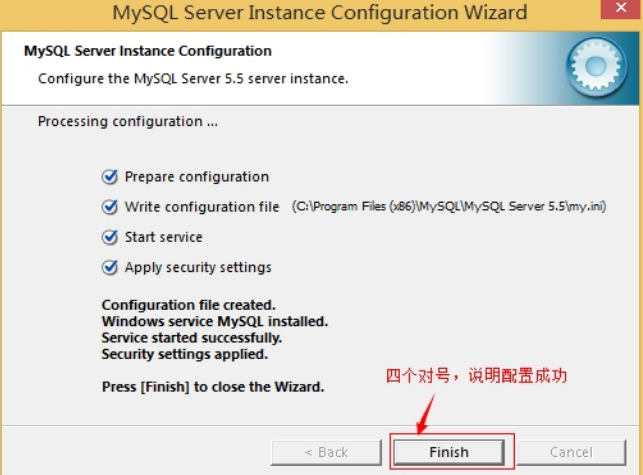 MySQL Server Instance Configuration Wizard
MySQL Server Instance Configuration
Configure the MySQL Server 5.5 server instance.
Processing configuration ...
Prepare configuration
Write configuration file (C:\Program Files (x86)\MySQL\MySQL Server 5.5\my.ini)
Start service
Apply security settings
Configuration file created.
Windows service MySQL installed.
Service started successfully.
Security settings applied.
Press [Finish] to close the Wizard.
四个对号，说明配置成功
< Back Finish Cancel